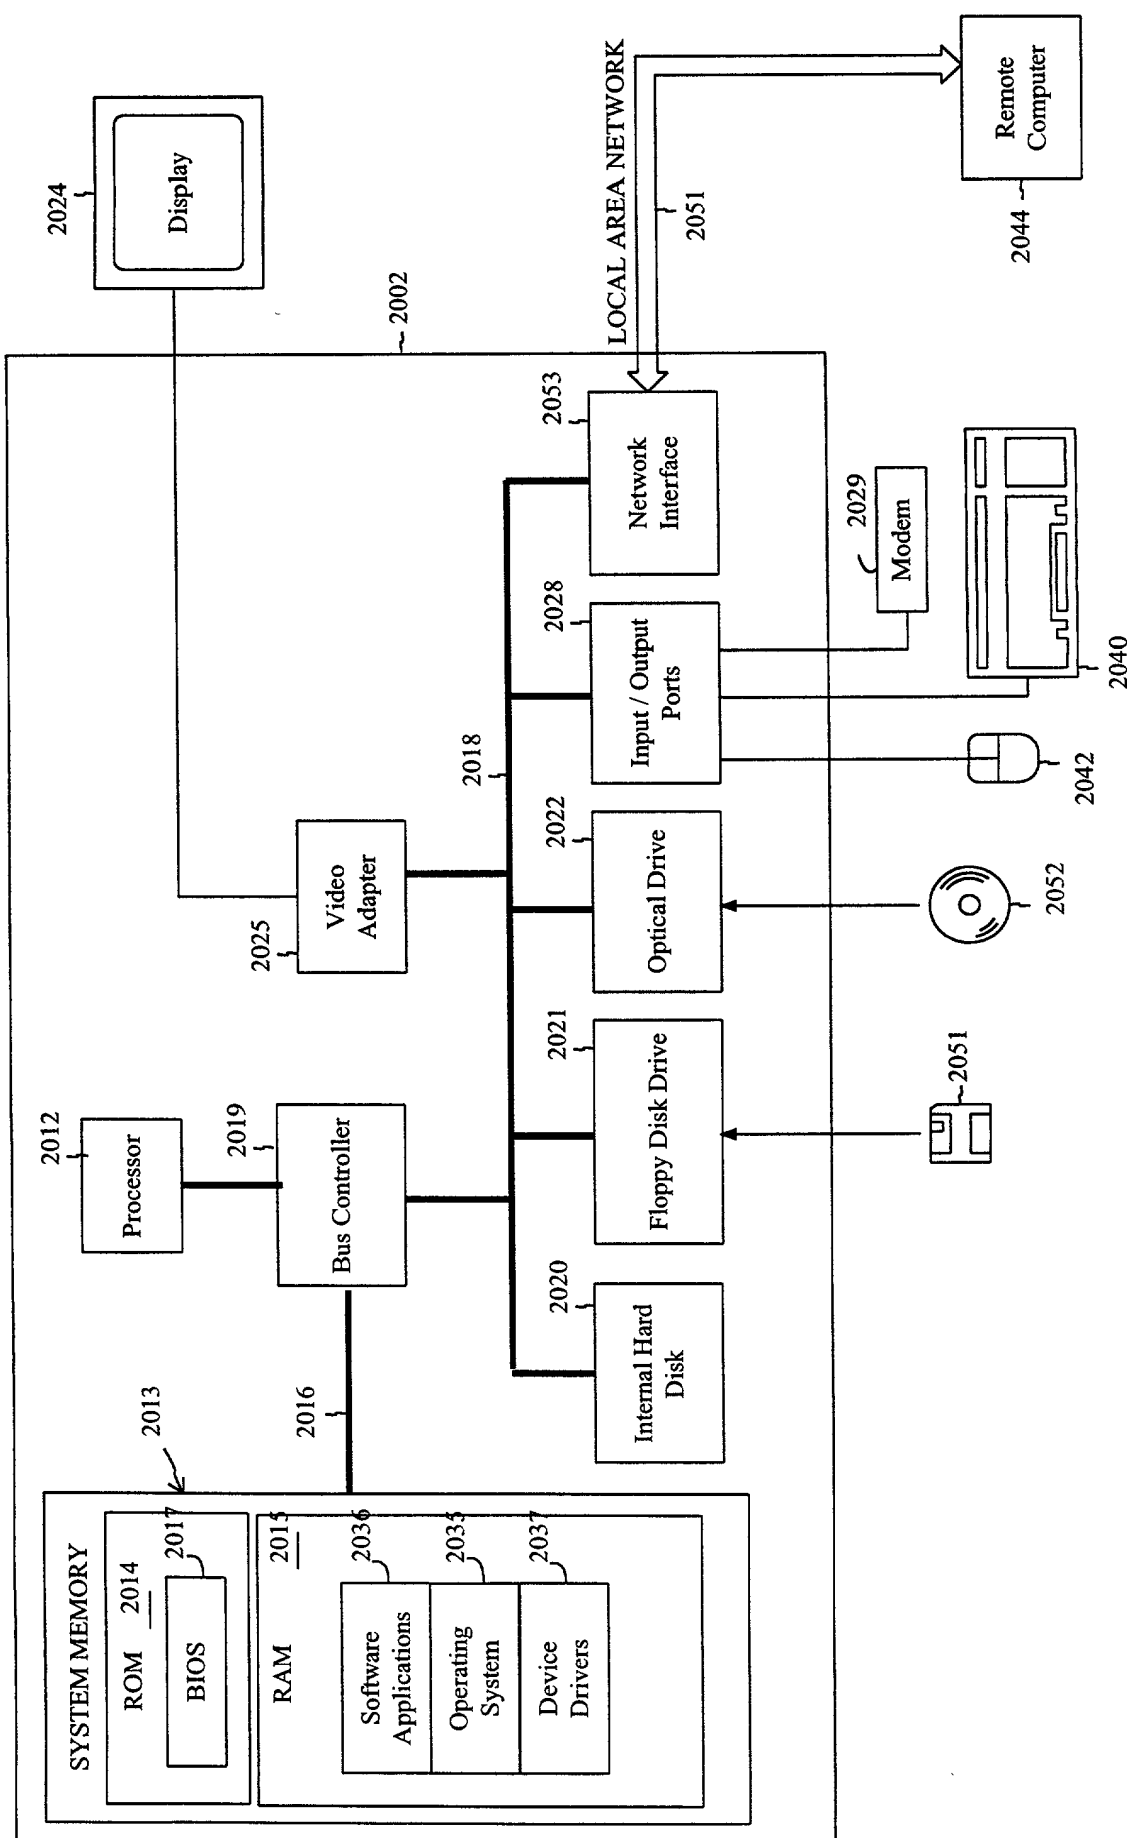 SYSTEM MEMORY
2013
ROM
2014
2017
BIOS
RAM
2015
2036
Software
Applications
2035
Operating
System
2037
Device
Drivers
2016
2012
Processor
2019
Bus Controller
2025
Video
Adapter
2024
Display
2002
2018
2020
Internal Hard
Disk
2021
Floppy Disk Drive
2022
Optical Drive
2028
Input / Output
Ports
2053
Network
Interface
LOCAL AREA NETWORK
2051
Remote
Computer
2044
2029
Modem
2051
2052
2042
2040